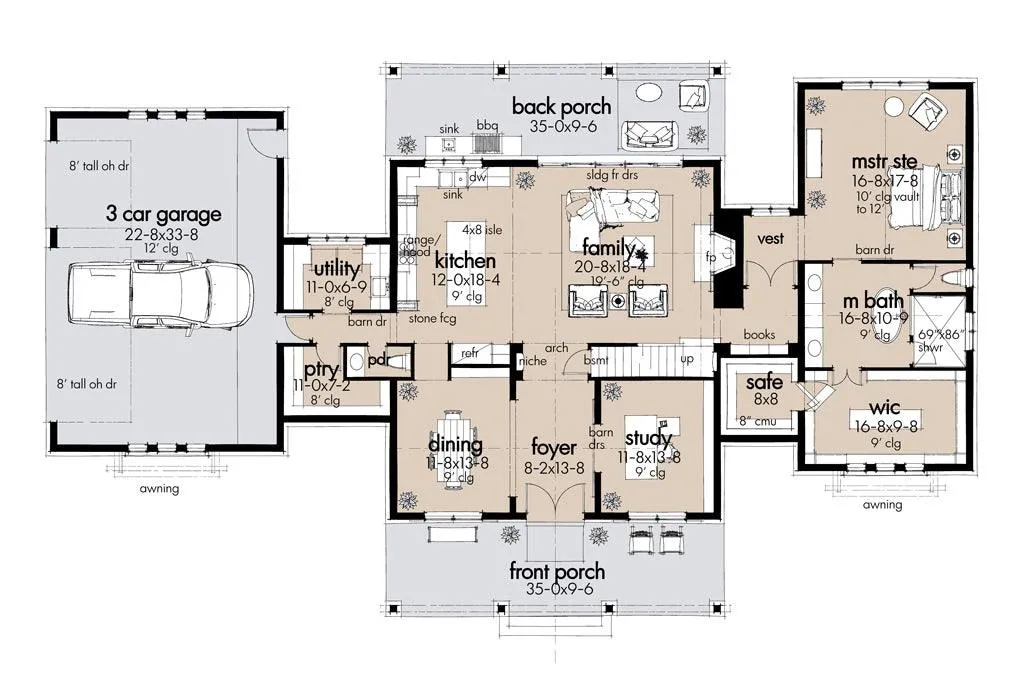 back porch
35-0x9-6
sink
bbq
8' tall oh dr
3 car garage
22-8x33-8
12' clg
8' tall oh dr
awning
utility
11-0x6-9
8' clg
barn dr
ptry
11-0x7-2
8' clg
pdr
dw
sink
range/
hood
4x8 isle
kitchen
12-0x18-4
9' clg
stone fcg
refr
sldg fr drs
family
20-8x18-4
19'-6" clg
fp
arch
niche
bsmt
up
vest
books
mstr ste
16-8x17-8
10' clg vault
to 12'
barn dr
m bath
16-8x10-9
9' clg
69"x86"
shwr
safe
8x8
8" cmu
wic
16-8x9-8
9' clg
awning
dining
11-8x13-8
9' clg
foyer
8-2x13-8
barn
drs
study
11-8x13-8
9' clg
front porch
35-0x9-6